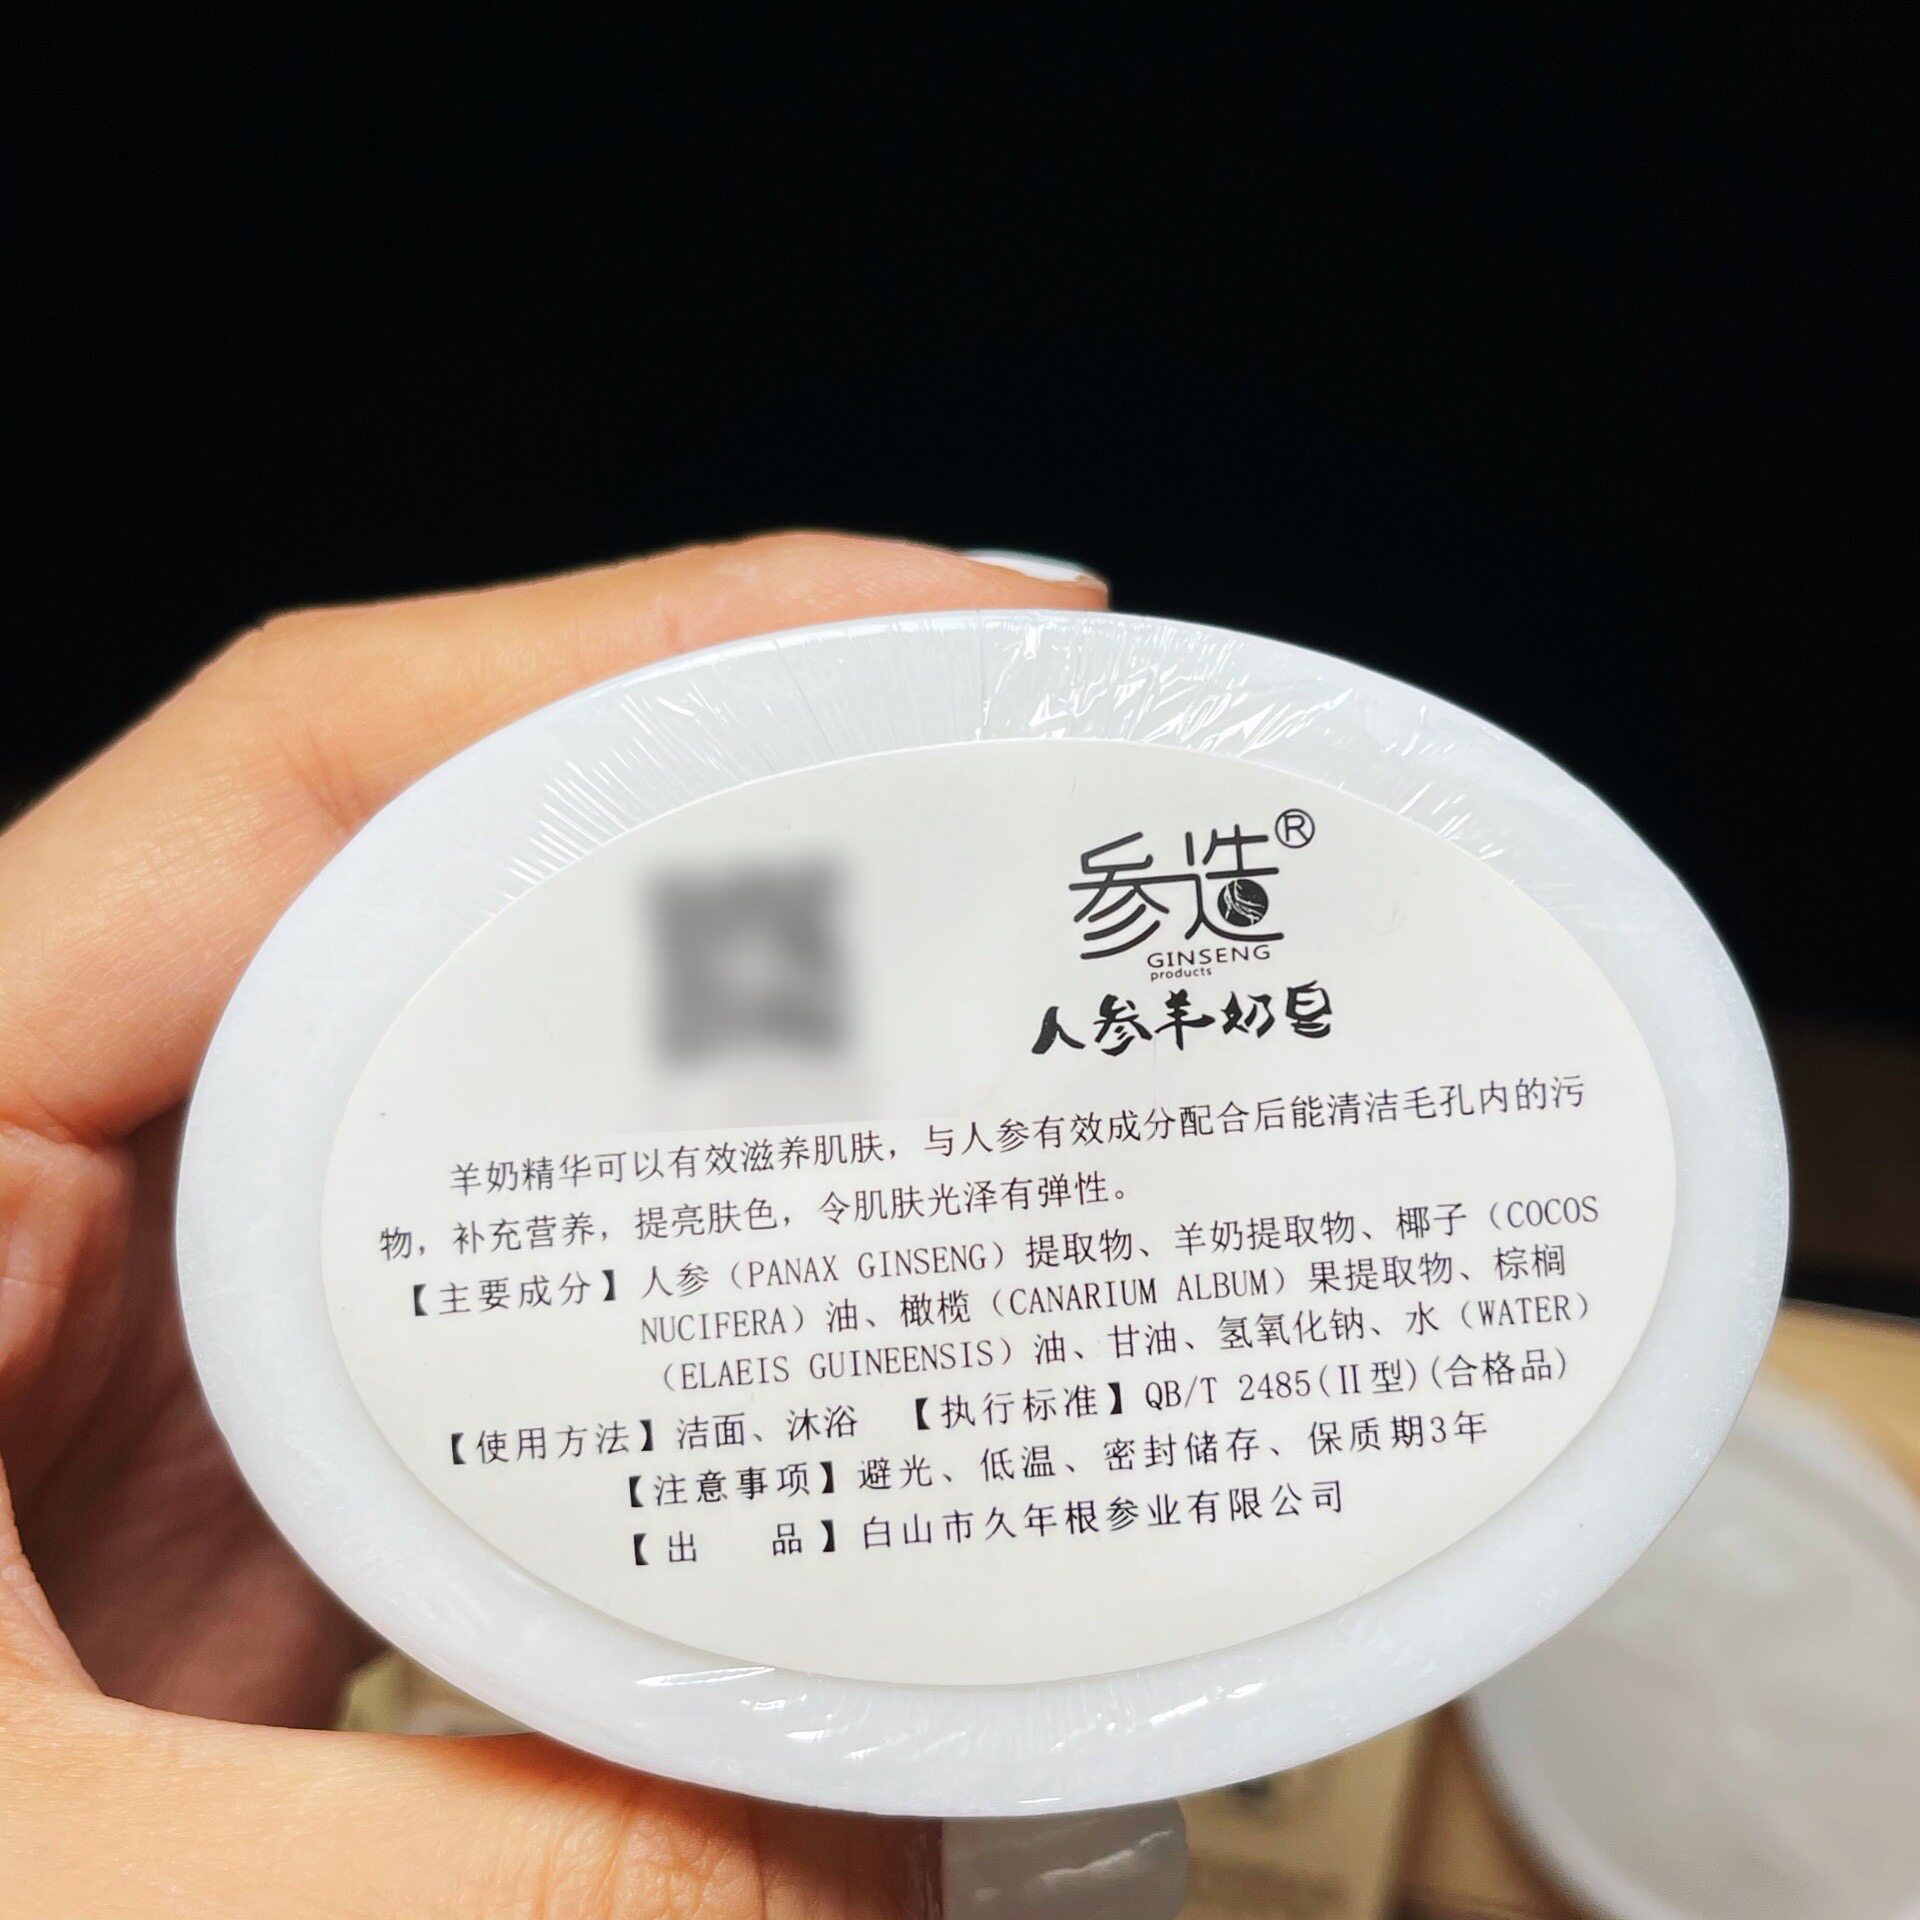 参造®
GINSENG
products
人参羊奶皂
羊奶精华可以有效滋养肌肤，与人参有效成分配合后能清洁毛孔内的污
物，补充营养，提亮肤色，令肌肤光泽有弹性。
【主要成分】人参（PANAX GINSENG）提取物、羊奶提取物、椰子（COCOS
NUCIFERA）油、橄榄（CANARIUM ALBUM）果提取物、棕榈
（ELAEIS GUINEENSIS）油、甘油、氢氧化钠、水（WATER）
【使用方法】洁面、沐浴 【执行标准】QB/T 2485(Ⅱ型)(合格品)
【注意事项】避光、低温、密封储存、保质期3年
【出 品】白山市久年根参业有限公司